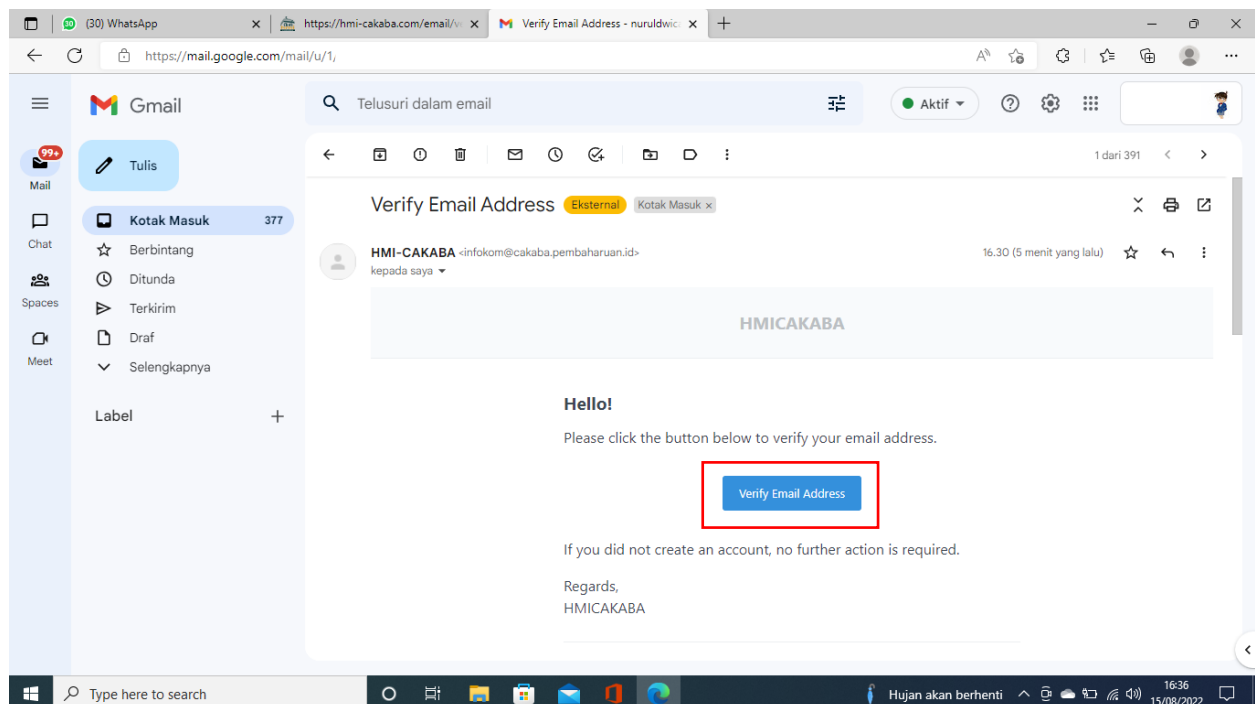 (30) WhatsApp
https://hmi-cakaba.com/email/ve
Verify Email Address - nuruldwic
https://mail.google.com/mail/u/1/
Gmail
Telusuri dalam email
Aktif
99+
Mail
Chat
Spaces
Meet
Tulis
Kotak Masuk 377
Berbintang
Ditunda
Terkirim
Draf
Selengkapnya
Label
1 dari 391
Verify Email Address Eksternal Kotak Masuk x
HMI-CAKABA <infokom@cakaba.pembaharuan.id>
16.30 (5 menit yang lalu)
kepada saya
HMICAKABA
Hello!
Please click the button below to verify your email address.
Verify Email Address
If you did not create an account, no further action is required.
Regards,
HMICAKABA
Type here to search
Hujan akan berhenti
16:36
15/08/2022